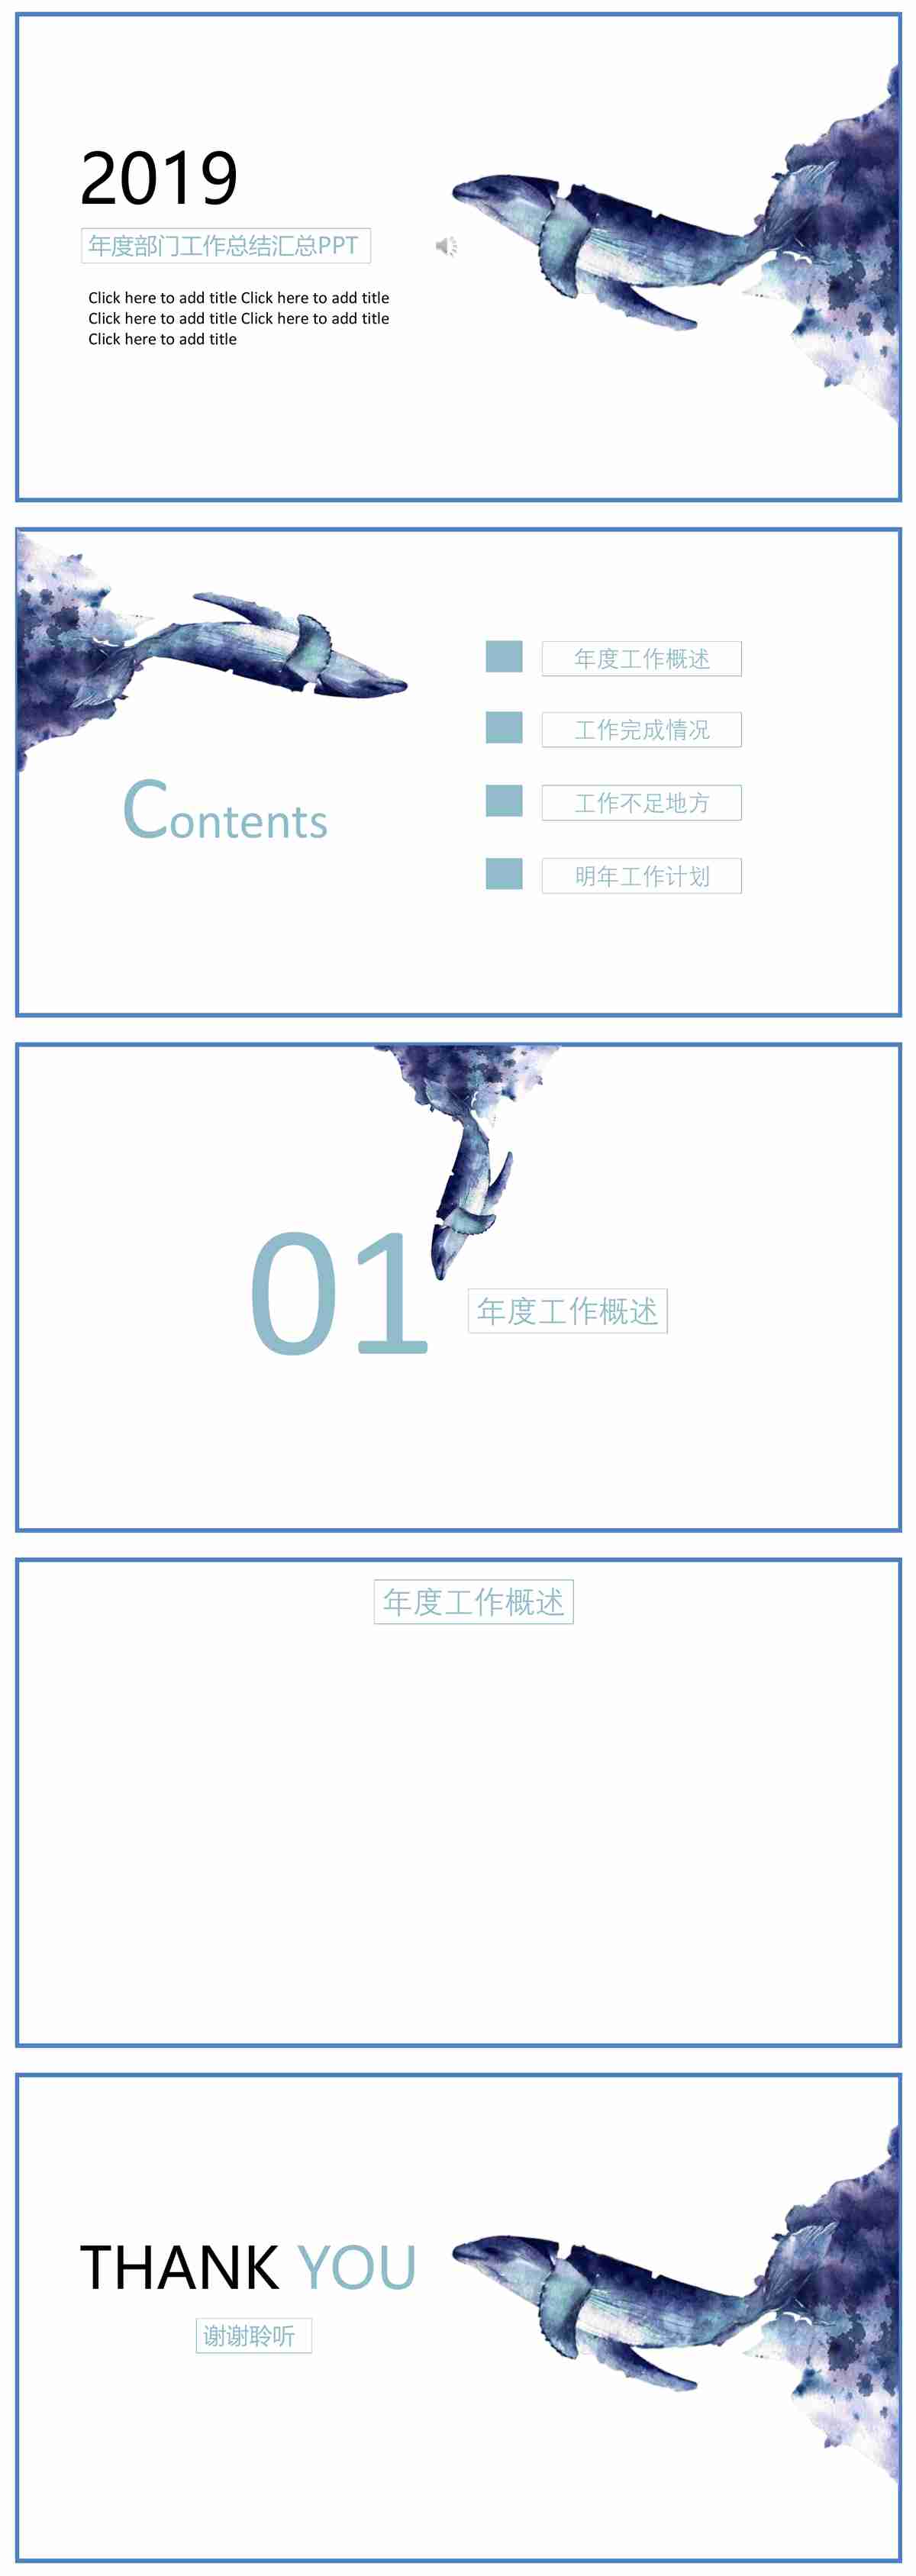 2019
年度部门工作总结汇总PPT
Click here to add title Click here to add title
Click here to add title Click here to add title
Click here to add title
Contents
年度工作概述
工作完成情况
工作不足地方
明年工作计划
01
年度工作概述
年度工作概述
THANK YOU
谢谢聆听